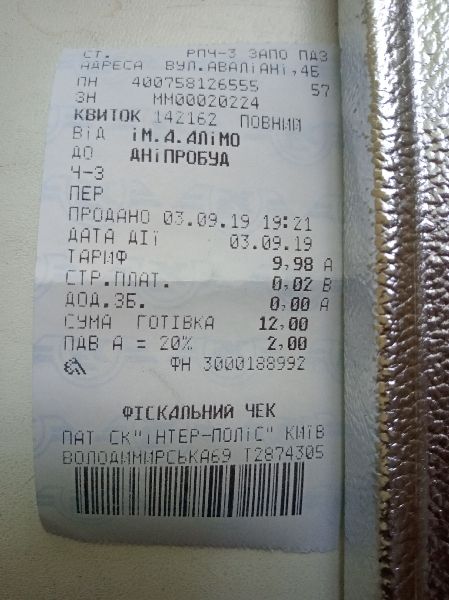 СТ. РПЧ-3 ЗАПО ПДЗ
АДРЕСА ВУЛ.АВАЛІАНІ,4Б
ПН 400758126555 57
ЗН ММ00020224
КВИТОК 142162 ПОВНИЙ
ВІД ІМ.А.АЛІМО
ДО ДНІПРОБУД
Ч-3
ПЕР
ПРОДАНО 03.09.19 19:21
ДАТА ДІЇ 03.09.19
ТАРИФ 9,98 А
СТР.ПЛАТ. 0,02 В
ДОД.ЗБ. 0,00 А
СУМА ГОТІВКА 12,00
ПДВ А = 20% 2,00
ФН 3000188992
ФІСКАЛЬНИЙ ЧЕК
ПАТ СК"ІНТЕР-ПОЛІС" КИЇВ
ВОЛОДИМИРСЬКА69 Т2874305